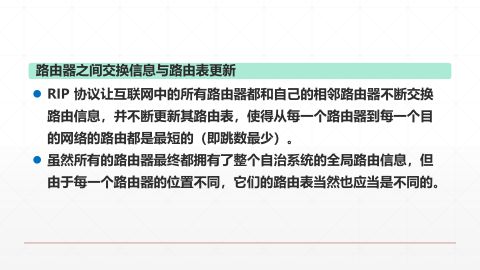 路由器之间交换信息与路由表更新
RIP 协议让互联网中的所有路由器都和自己的相邻路由器不断交换
路由信息，并不断更新其路由表，使得从每一个路由器到每一个目
的网络的路由都是最短的（即跳数最少）。
虽然所有的路由器最终都拥有了整个自治系统的全局路由信息，但
由于每一个路由器的位置不同，它们的路由表当然也应当是不同的。